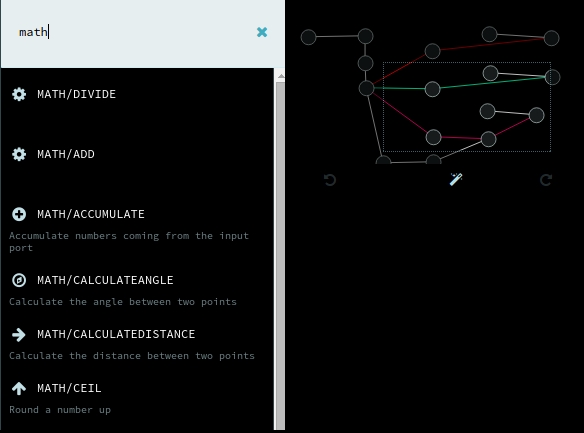 math
MATH/DIVIDE
MATH/ADD
MATH/ACCUMULATE
Accumulate numbers coming from the input
port
MATH/CALCULATEANGLE
Calculate the angle between two points
MATH/CALCULATEDISTANCE
Calculate the distance between two points
MATH/CEIL
Round a number up